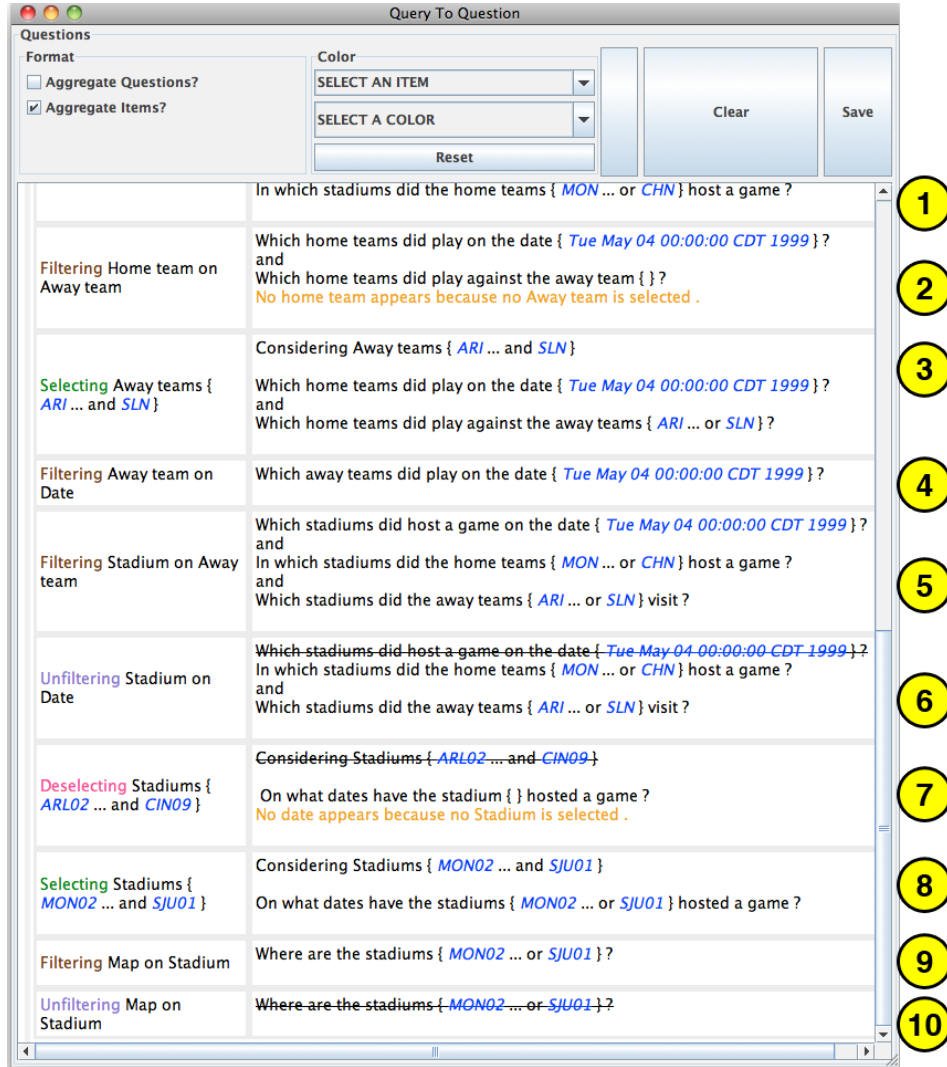 Query To Question
Questions
Format
Aggregate Questions?
Aggregate Items?
Color
SELECT AN ITEM
SELECT A COLOR
Reset
Clear
Save
In which stadiums did the home teams { MON ... or CHN } host a game ?
1
Filtering Home team on
Away team
Which home teams did play on the date { Tue May 04 00:00:00 CDT 1999 } ?
and
Which home teams did play against the away team { } ?
No home team appears because no Away team is selected .
2
Selecting Away teams {
ARI ... and SLN }
Considering Away teams { ARI ... and SLN }
Which home teams did play on the date { Tue May 04 00:00:00 CDT 1999 } ?
and
Which home teams did play against the away teams { ARI ... or SLN } ?
3
Filtering Away team on
Date
Which away teams did play on the date { Tue May 04 00:00:00 CDT 1999 } ?
4
Filtering Stadium on Away
team
Which stadiums did host a game on the date { Tue May 04 00:00:00 CDT 1999 } ?
and
In which stadiums did the home teams { MON ... or CHN } host a game ?
and
Which stadiums did the away teams { ARI ... or SLN } visit ?
5
Unfiltering Stadium on
Date
Which stadiums did host a game on the date { Tue May 04 00:00:00 CDT 1999 } ?
In which stadiums did the home teams { MON ... or CHN } host a game ?
and
Which stadiums did the away teams { ARI ... or SLN } visit ?
6
Deselecting Stadiums {
ARL02 ... and CIN09 }
Considering Stadiums { ARL02 ... and CIN09 }
On what dates have the stadium { } hosted a game ?
No date appears because no Stadium is selected .
7
Selecting Stadiums {
MON02 ... and SJU01 }
Considering Stadiums { MON02 ... and SJU01 }
On what dates have the stadiums { MON02 ... or SJU01 } hosted a game ?
8
Filtering Map on Stadium
Where are the stadiums { MON02 ... or SJU01 } ?
9
Unfiltering Map on
Stadium
Where are the stadiums { MON02 ... or SJU01 } ?
10